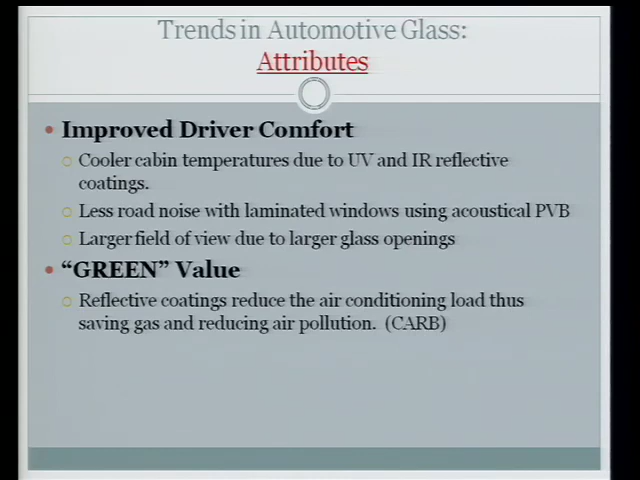 Trends in Automotive Glass:
Attributes
Improved Driver Comfort
Cooler cabin temperatures due to UV and IR reflective
coatings.
Less road noise with laminated windows using acoustical PVB
Larger field of view due to larger glass openings
“GREEN” Value
Reflective coatings reduce the air conditioning load thus
saving gas and reducing air pollution. (CARB)